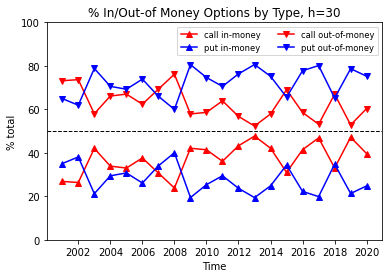 % In/Out-of Money Options by Type, h=30
call in-money
put in-money
call out-of-money
put out-of-money
100
80
60
40
20
0
% total
2002 2004 2006 2008 2010 2012 2014 2016 2018 2020
Time